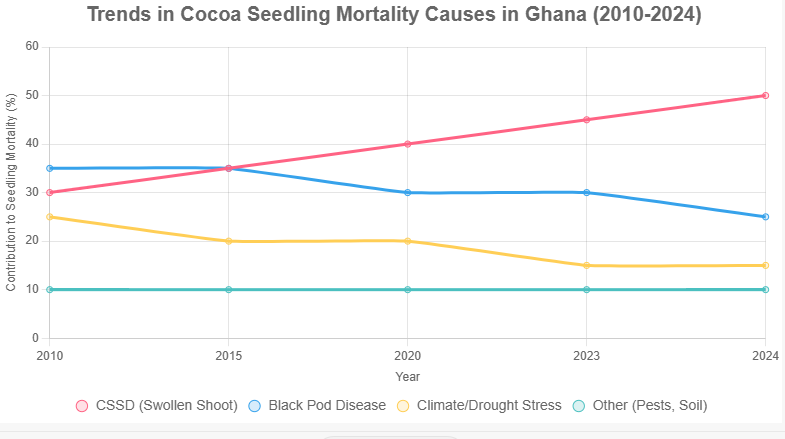 Trends in Cocoa Seedling Mortality Causes in Ghana (2010-2024)
Contribution to Seedling Mortality (%)
60
50
40
30
20
10
0
2010 2015 2020 2023 2024
Year
CSSD (Swollen Shoot) Black Pod Disease Climate/Drought Stress Other (Pests, Soil)